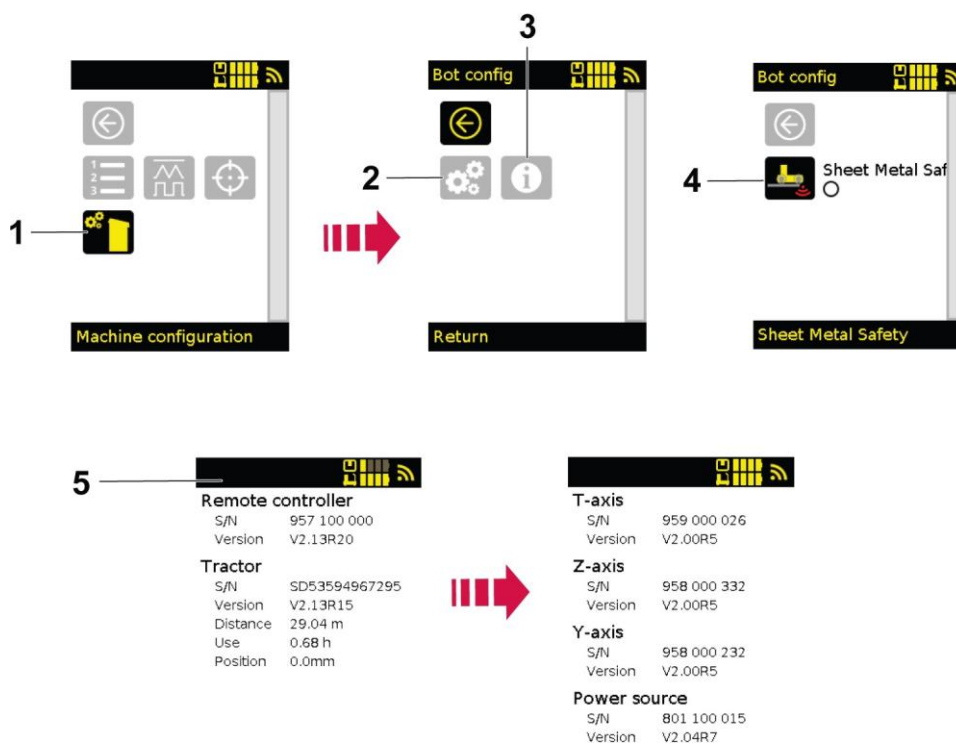 3
Bot config
Bot config
1
2
3
2
4
Sheet Metal Saf
1
Machine configuration
Return
Sheet Metal Safety
5
Remote controller
S/N 957 100 000
Version V2.13R20
Tractor
S/N SD53594967295
Version V2.13R15
Distance 29.04 m
Use 0.68 h
Position 0.0mm
T-axis
S/N 959 000 026
Version V2.00R5
Z-axis
S/N 958 000 332
Version V2.00R5
Y-axis
S/N 958 000 232
Version V2.00R5
Power source
S/N 801 100 015
Version V2.04R7